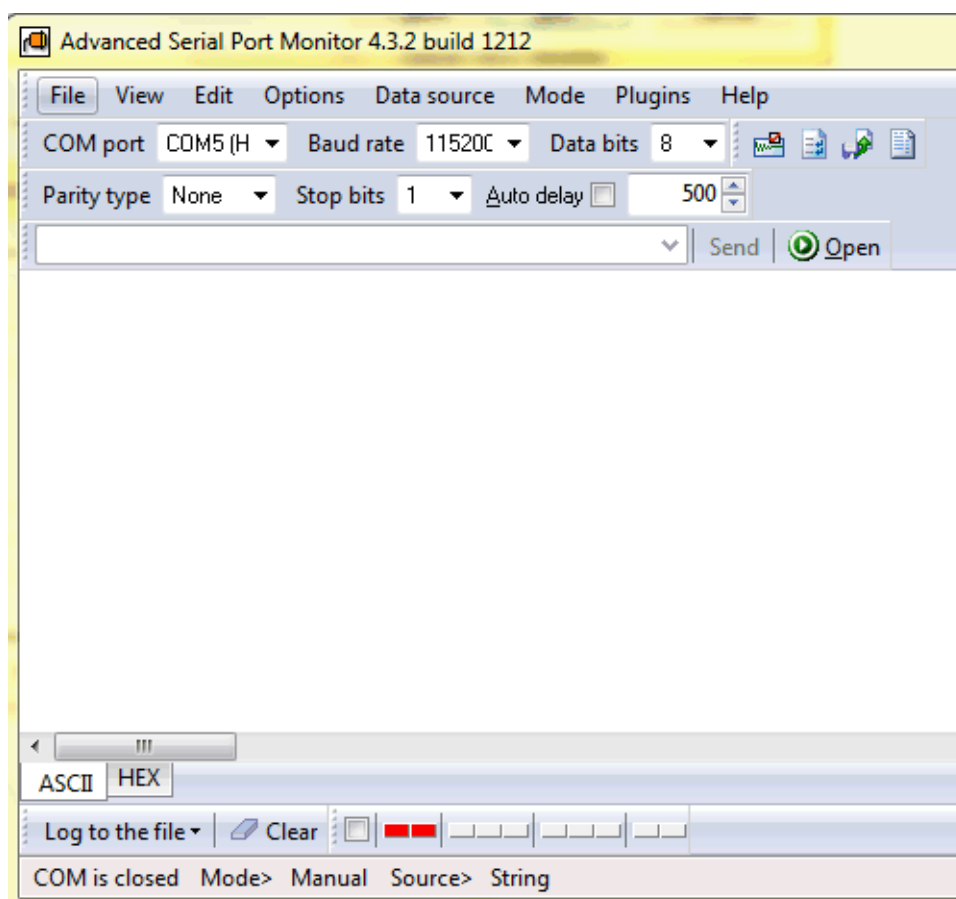 Advanced Serial Port Monitor 4.3.2 build 1212
File View Edit Options Data source Mode Plugins Help
COM port COM5 (H Baud rate 115200 Data bits 8
Parity type None Stop bits 1 Auto delay 500
Send Open
ASCII HEX
Log to the file Clear
COM is closed Mode> Manual Source> String